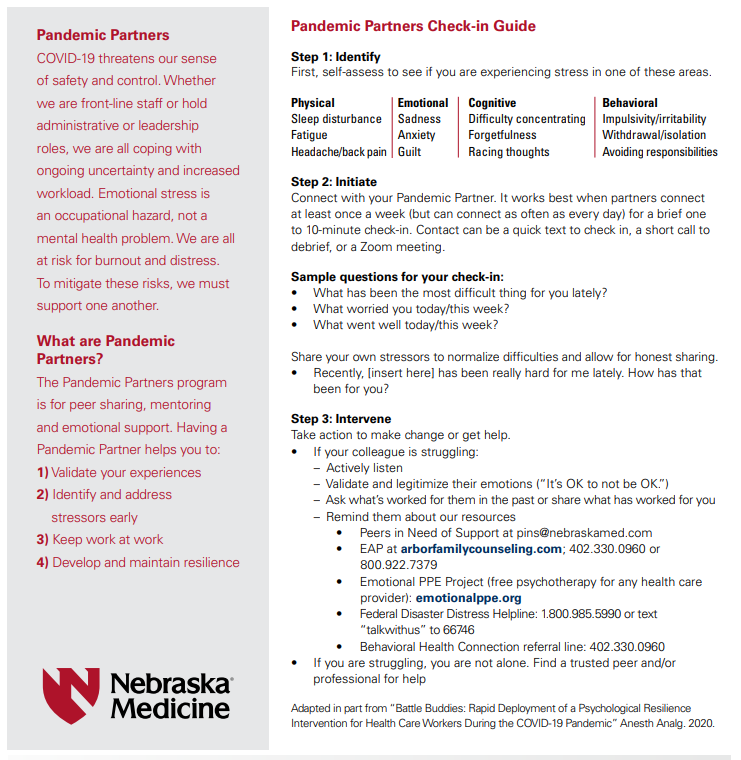 Pandemic Partners
COVID-19 threatens our sense
of safety and control. Whether
we are front-line staff or hold
administrative or leadership
roles, we are all coping with
ongoing uncertainty and increased
workload. Emotional stress is
an occupational hazard, not a
mental health problem. We are all
at risk for burnout and distress.
To mitigate these risks, we must
support one another.
What are Pandemic
Partners?
The Pandemic Partners program
is for peer sharing, mentoring
and emotional support. Having a
Pandemic Partner helps you to:
1) Validate your experiences
2) Identify and address
stressors early
3) Keep work at work
4) Develop and maintain resilience
Nebraska
Medicine
Pandemic Partners Check-in Guide
Step 1: Identify
First, self-assess to see if you are experiencing stress in one of these areas.
Physical Emotional Cognitive Behavioral
Sleep disturbance Sadness Difficulty concentrating Impulsivity/irritability
Fatigue Anxiety Forgetfulness Withdrawal/isolation
Headache/back pain Guilt Racing thoughts Avoiding responsibilities
Step 2: Initiate
Connect with your Pandemic Partner. It works best when partners connect
at least once a week (but can connect as often as every day) for a brief one
to 10-minute check-in. Contact can be a quick text to check in, a short call to
debrief, or a Zoom meeting.
Sample questions for your check-in:
• What has been the most difficult thing for you lately?
• What worried you today/this week?
• What went well today/this week?
Share your own stressors to normalize difficulties and allow for honest sharing.
• Recently, [insert here] has been really hard for me lately. How has that
been for you?
Step 3: Intervene
Take action to make change or get help.
• If your colleague is struggling:
– Actively listen
– Validate and legitimize their emotions (“It’s OK to not be OK.”)
– Ask what’s worked for them in the past or share what has worked for you
– Remind them about our resources
• Peers in Need of Support at pins@nebraskamed.com
• EAP at arborfamilycounseling.com; 402.330.0960 or
800.922.7379
• Emotional PPE Project (free psychotherapy for any health care
provider): emotionalppe.org
• Federal Disaster Distress Helpline: 1.800.985.5990 or text
“talkwithus” to 66746
• Behavioral Health Connection referral line: 402.330.0960
• If you are struggling, you are not alone. Find a trusted peer and/or
professional for help
Adapted in part from “Battle Buddies: Rapid Deployment of a Psychological Resilience
Intervention for Health Care Workers During the COVID-19 Pandemic” Anesth Analg. 2020.